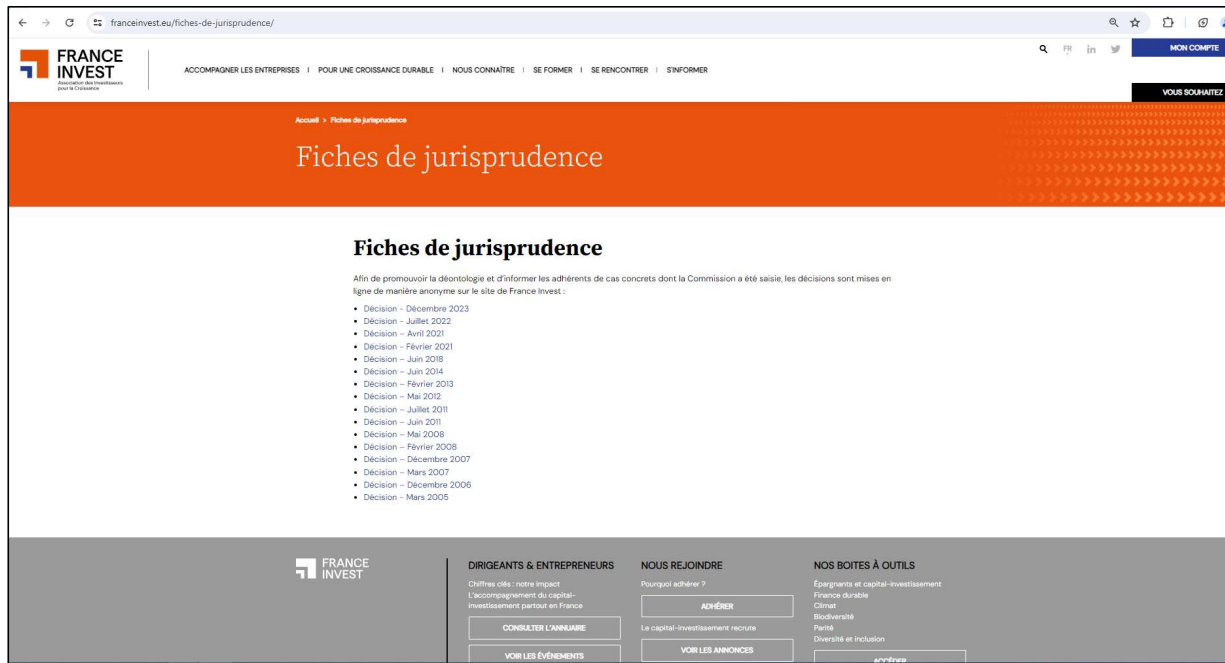 franceinvest.eu/fiches-de-jurisprudence/
FRANCE
INVEST
Association des Investisseurs
pour la Croissance
ACCOMPAGNER LES ENTREPRISES | POUR UNE CROISSANCE DURABLE | NOUS CONNAÎTRE | SE FORMER | SE RENCONTRER | S'INFORMER
FR in
MON COMPTE
VOUS SOUHAITEZ
Accueil > Fiches de jurisprudence
Fiches de jurisprudence
Fiches de jurisprudence
Afin de promouvoir la déontologie et d'informer les adhérents de cas concrets dont la Commission a été saisie, les décisions sont mises en
ligne de manière anonyme sur le site de France Invest :
• Décision - Décembre 2023
• Décision - Juillet 2022
• Décision – Avril 2021
• Décision - Février 2021
• Décision – Juin 2018
• Décision – Juin 2014
• Décision – Février 2013
• Décision – Mai 2012
• Décision – Juillet 2011
• Décision – Juin 2011
• Décision – Mai 2008
• Décision – Février 2008
• Décision – Décembre 2007
• Décision – Mars 2007
• Décision – Décembre 2006
• Décision - Mars 2005
FRANCE
INVEST
DIRIGEANTS & ENTREPRENEURS
Chiffres clés : notre impact
L'accompagnement du capital-
investissement partout en France
CONSULTER L'ANNUAIRE
VOIR LES ÉVÉNEMENTS
NOUS REJOINDRE
Pourquoi adhérer ?
ADHÉRER
Le capital-investissement recrute
VOIR LES ANNONCES
NOS BOITES À OUTILS
Épargnants et capital-investissement
Finance durable
Climat
Biodiversité
Parité
Diversité et inclusion
ACCÉDER